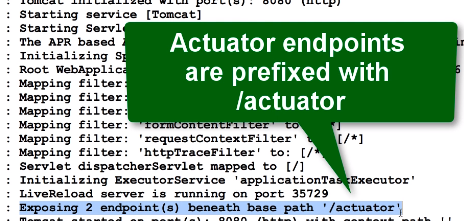 : Tomcat initialized with port(s): 8080 (http)
: Starting service [Tomcat]
: Starting Servle
: The APR based A
: Initializing Sp
: Root WebApplica
: Mapping filter:
: Mapping filter:
: Mapping filter:
: Mapping filter: 'formContentFilter' to: [/*]
: Mapping filter: 'requestContextFilter' to: [/*]
: Mapping filter: 'httpTraceFilter' to: [/*]
: Servlet dispatcherServlet mapped to [/]
: Initializing ExecutorService 'applicationTaskExecutor'
: LiveReload server is running on port 35729
: Exposing 2 endpoint(s) beneath base path '/actuator'
: Tomcat started on port(s): 8080 (http) with context path ''
Actuator endpoints
are prefixed with
/actuator